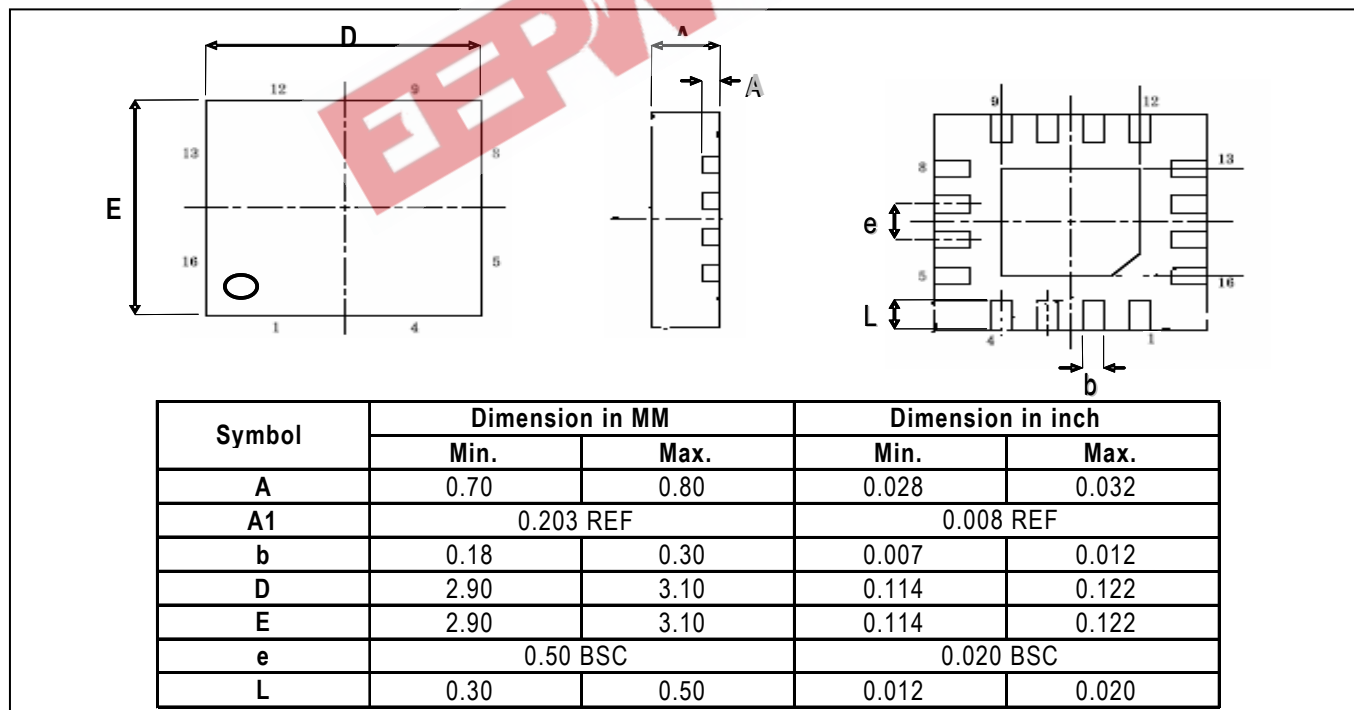 D
A
A
12
9
13
8
16
5
1
4
E
9
12
8
13
5
16
4
1
e
L
b
Symbol Dimension in MM Dimension in inch
Min. Max. Min. Max.
A 0.70 0.80 0.028 0.032
A1 0.203 REF 0.008 REF
b 0.18 0.30 0.007 0.012
D 2.90 3.10 0.114 0.122
E 2.90 3.10 0.114 0.122
e 0.50 BSC 0.020 BSC
L 0.30 0.50 0.012 0.020